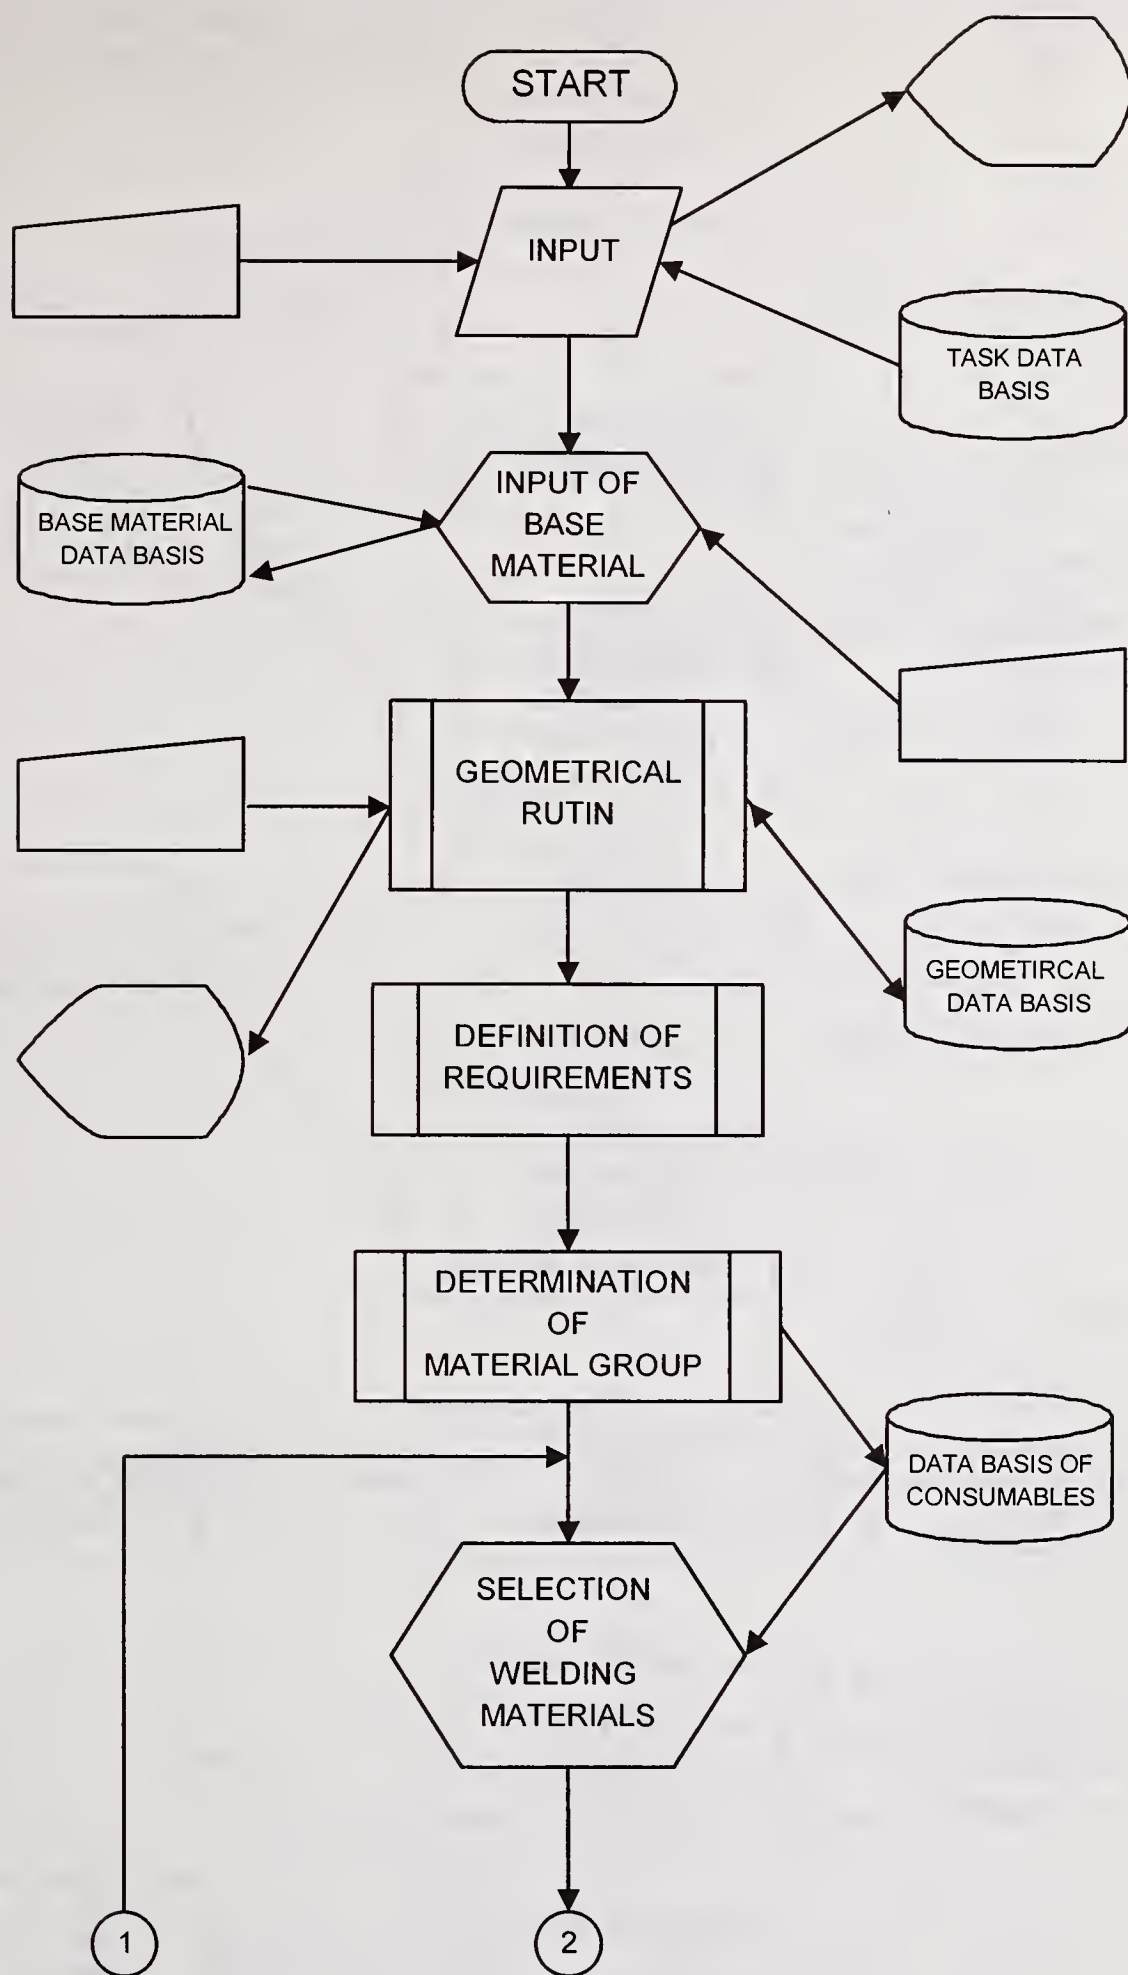 START
INPUT
TASK DATA
BASIS
INPUT OF
BASE
MATERIAL
BASE MATERIAL
DATA BASIS
GEOMETRICAL
RUTIN
GEOMETIRCAL
DATA BASIS
DEFINITION OF
REQUIREMENTS
DETERMINATION
OF
MATERIAL GROUP
DATA BASIS OF
CONSUMABLES
SELECTION
OF
WELDING
MATERIALS
1
2